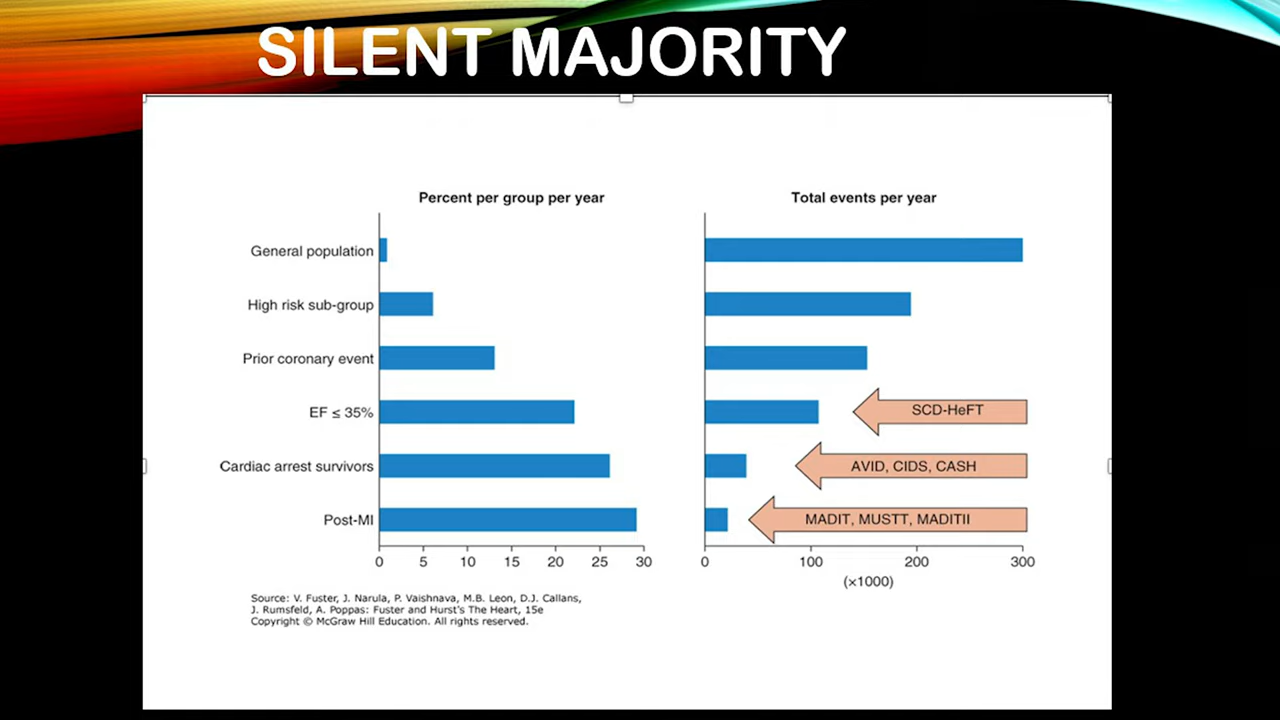 SILENT MAJORITY
Percent per group per year
Total events per year
General population
High risk sub-group
Prior coronary event
EF ≤ 35%
SCD-HeFT
Cardiac arrest survivors
AVID, CIDS, CASH
Post-MI
MADIT, MUSTT, MADITII
0 5 10 15 20 25 30
0 100 200 300
(×1000)
Source: V. Fuster, J. Narula, P. Vaishnava, M.B. Leon, D.J. Callans,
J. Rumsfeld, A. Poppas: Fuster and Hurst's The Heart, 15e
Copyright © McGraw Hill Education. All rights reserved.